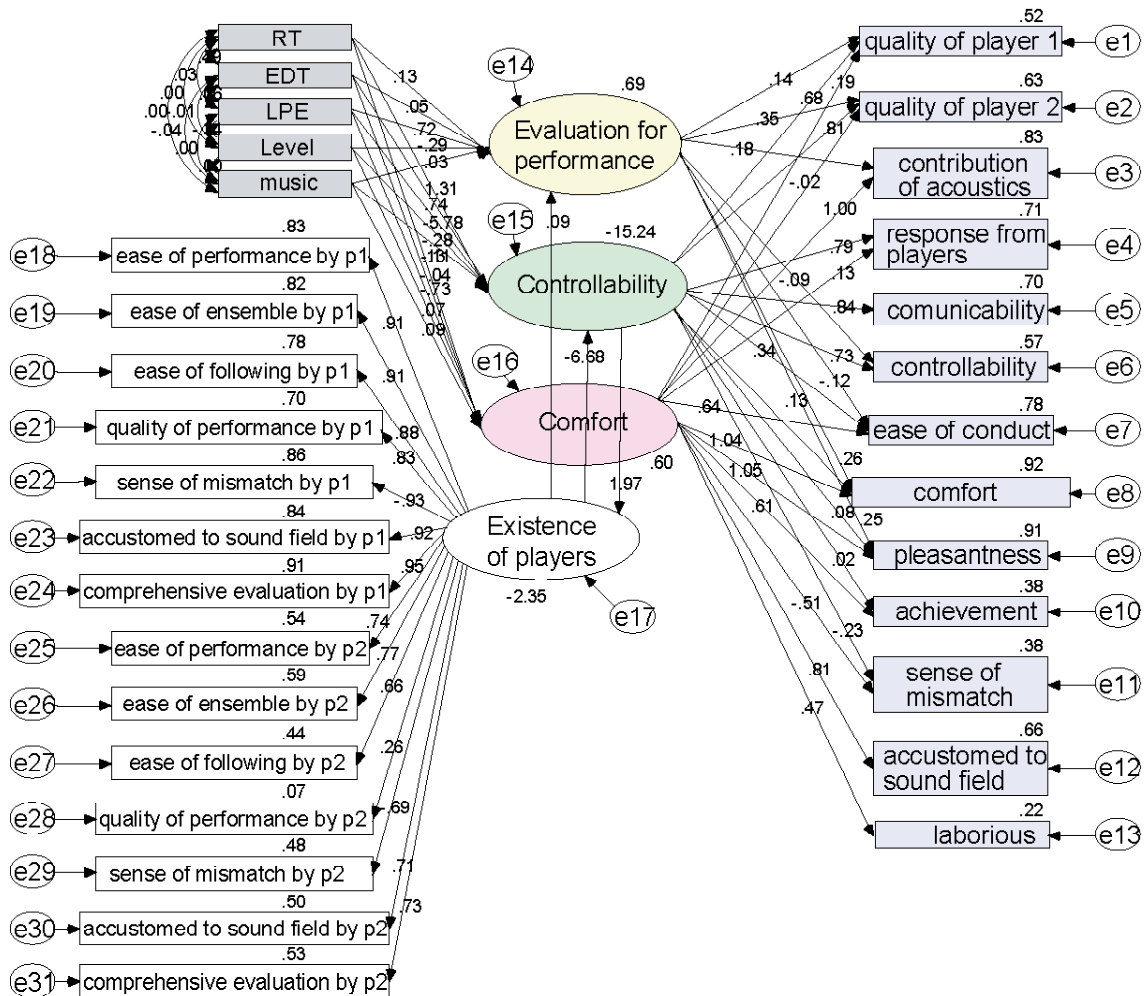 RT
EDT
LPE
Level
music
.49
.03
.00
.00
-.01
-.04
.00
.13
.05
.72
-.29
.03
1.31
.74
-5.78
-.28
-.04
-.73
.07
.09
e14
.69
Evaluation for
performance
e15
.09
-15.24
Controllability
-6.68
e16
Comfort
.60
1.97
Existence
of players
-2.35
e17
.83
e18
ease of performance by p1
.82
e19
ease of ensemble by p1
.78
e20
ease of following by p1
.70
e21
quality of performance by p1
.86
e22
sense of mismatch by p1
.84
e23
accustomed to sound field by p1
.91
e24
comprehensive evaluation by p1
.54
e25
ease of performance by p2
.59
e26
ease of ensemble by p2
.44
e27
ease of following by p2
.07
e28
quality of performance by p2
.48
e29
sense of mismatch by p2
.50
e30
accustomed to sound field by p2
.53
e31
comprehensive evaluation by p2
.91
.91
.88
.83
-.93
.92
.95
.74
.77
.66
.26
-.69
.71
.73
.14
.19
.68
.35
.81
.18
-.02
1.00
.79
.13
-.09
.84
.34
.73
-.12
.13
.64
1.04
.26
1.05
.61
.08
.25
.02
-.51
-.23
.81
.47
.52
quality of player 1
e1
.63
quality of player 2
e2
.83
contribution
of acoustics
e3
.71
response from
players
e4
.70
comunicability
e5
.57
controllability
e6
.78
ease of conduct
e7
.92
comfort
e8
.91
pleasantness
e9
.38
achievement
e10
.38
sense of
mismatch
e11
.66
accustomed to
sound field
e12
.22
laborious
e13